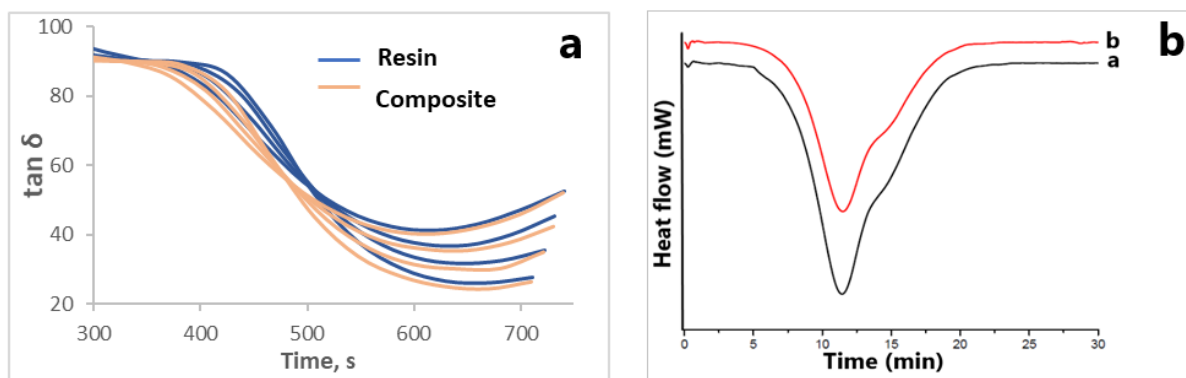 a
100
80
60
40
20
tan δ
Resin
Composite
300
400
500
600
700
Time, s
b
b
a
Heat flow (mW)
0
5
10
15
20
25
30
Time (min)